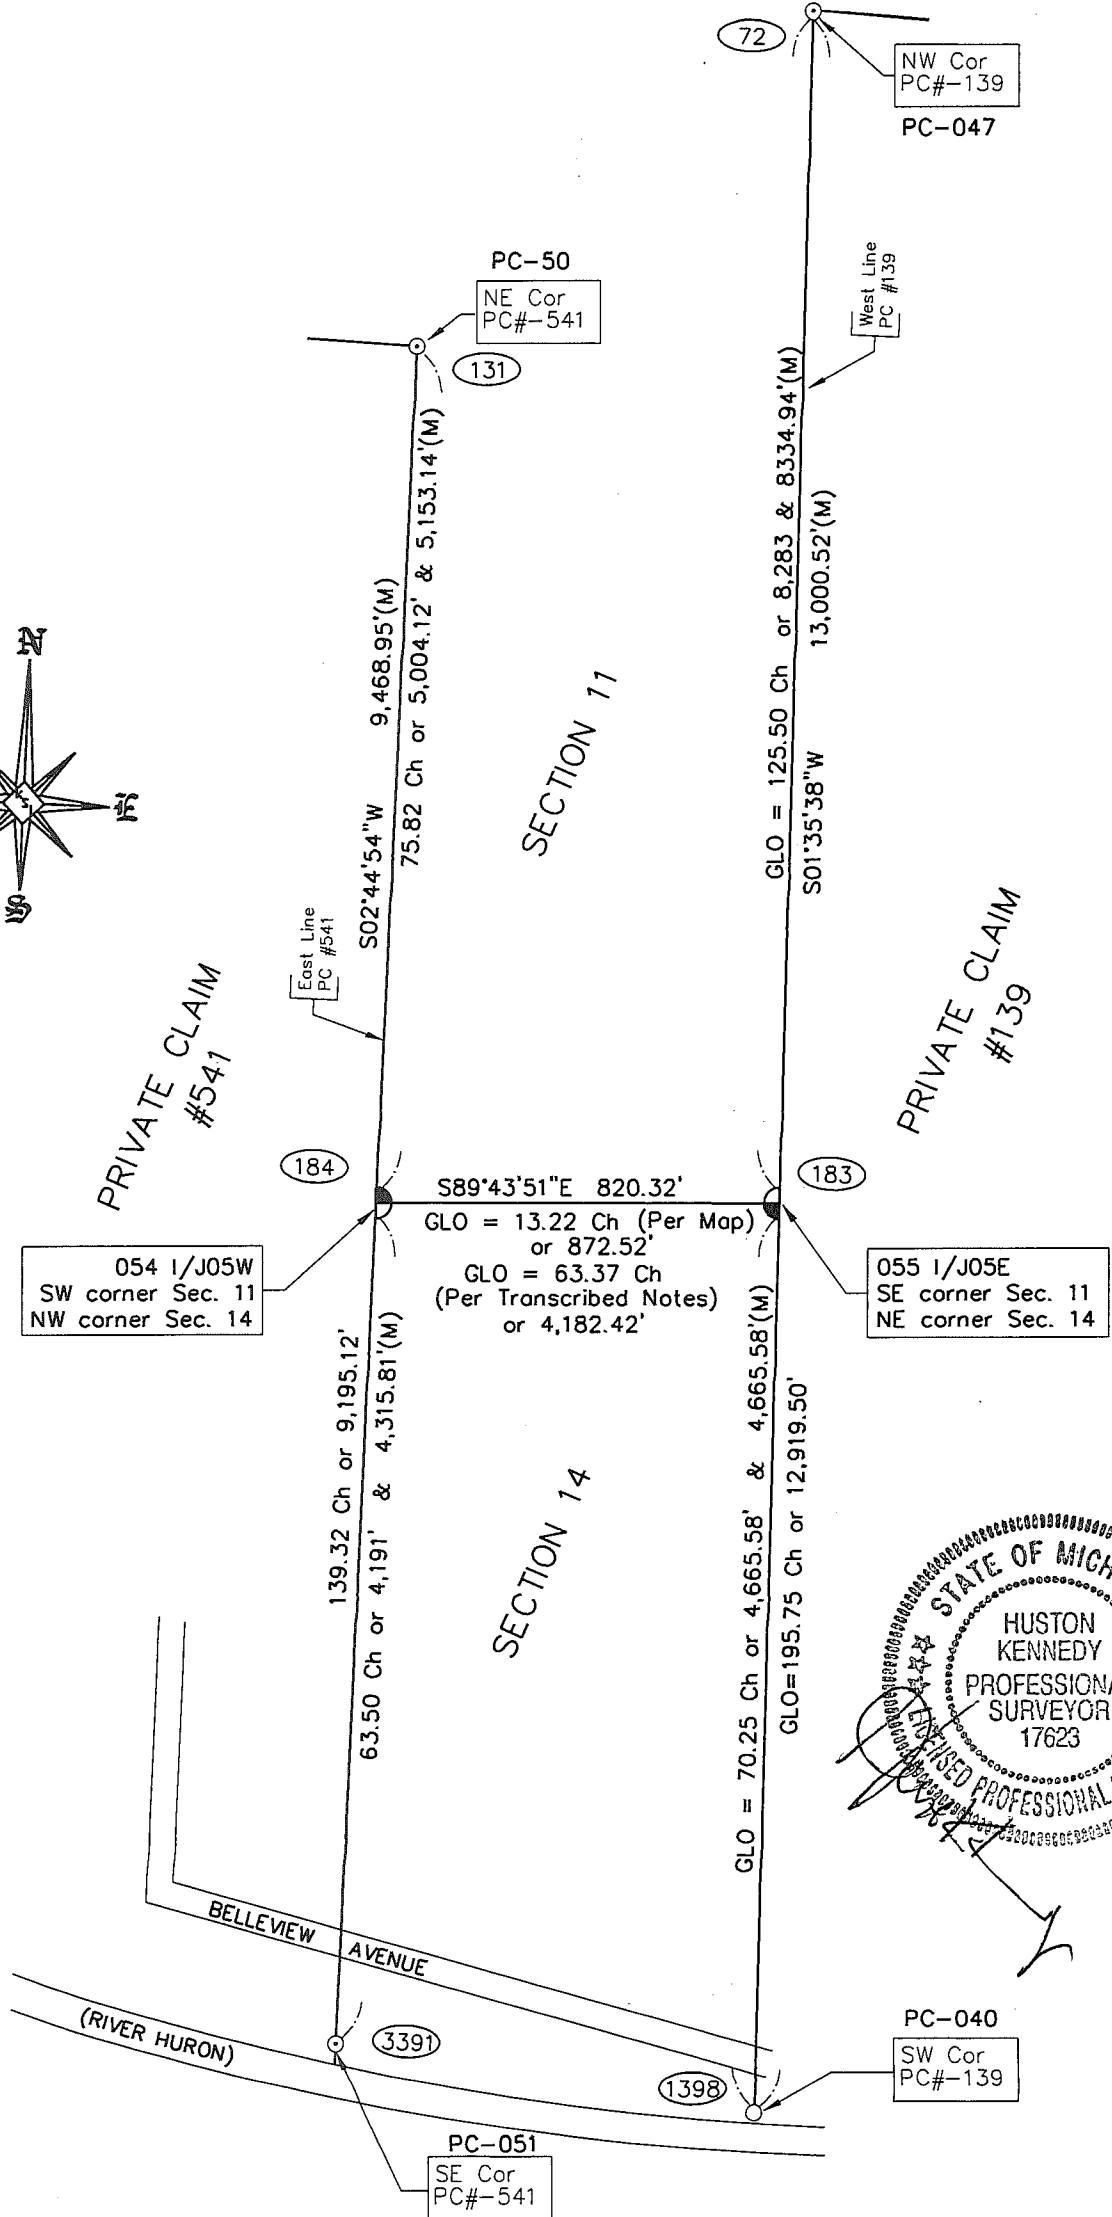 72
NW Cor
PC#-139
PC-047
PC-50
NE Cor
PC#-541
131
West Line
PC #139
S02°44'54"W 9,468.95'(M)
75.82 Ch or 5,004.12' & 5,153.14'(M)
GLO = 125.50 Ch or 8,283 & 8334.94'(M)
S01°35'38"W 13,000.52'(M)
N
E
S
SECTION 11
East Line
PC #541
PRIVATE CLAIM
#541
PRIVATE CLAIM
#139
184
183
S89°43'51"E 820.32'
GLO = 13.22 Ch (Per Map)
or 872.52'
GLO = 63.37 Ch
(Per Transcribed Notes)
or 4,182.42'
054 I/J05W
SW corner Sec. 11
NW corner Sec. 14
055 I/J05E
SE corner Sec. 11
NE corner Sec. 14
139.32 Ch or 9,195.12'
63.50 Ch or 4,191' & 4,315.81'(M)
GLO = 70.25 Ch or 4,665.58' & 4,665.58'(M)
GLO=195.75 Ch or 12,919.50'
SECTION 14
STATE OF MICH
HUSTON
KENNEDY
PROFESSIONA
SURVEYOR
17623
LICENSED PROFESSIONAL
BELLEVIEW AVENUE
(RIVER HURON)
3391
1398
PC-040
SW Cor
PC#-139
PC-051
SE Cor
PC#-541